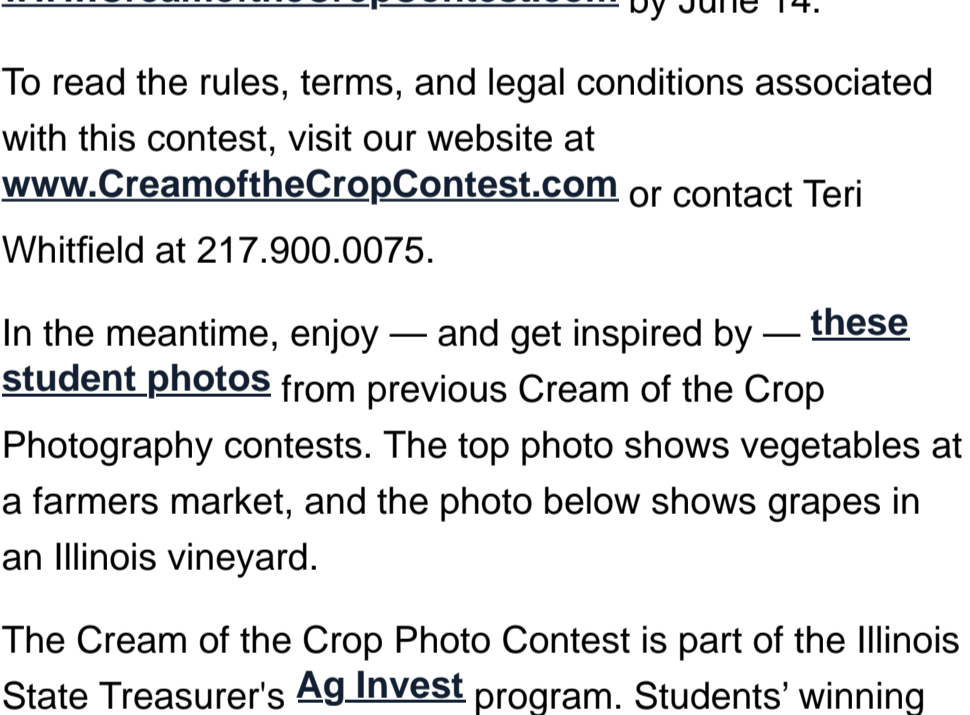 www.CreamoftheCropContest.com by June 14.
To read the rules, terms, and legal conditions associated
with this contest, visit our website at
www.CreamoftheCropContest.com or contact Teri
Whitfield at 217.900.0075.
In the meantime, enjoy — and get inspired by — these
student photos from previous Cream of the Crop
Photography contests. The top photo shows vegetables at
a farmers market, and the photo below shows grapes in
an Illinois vineyard.
The Cream of the Crop Photo Contest is part of the Illinois
State Treasurer's Ag Invest program. Students’ winning